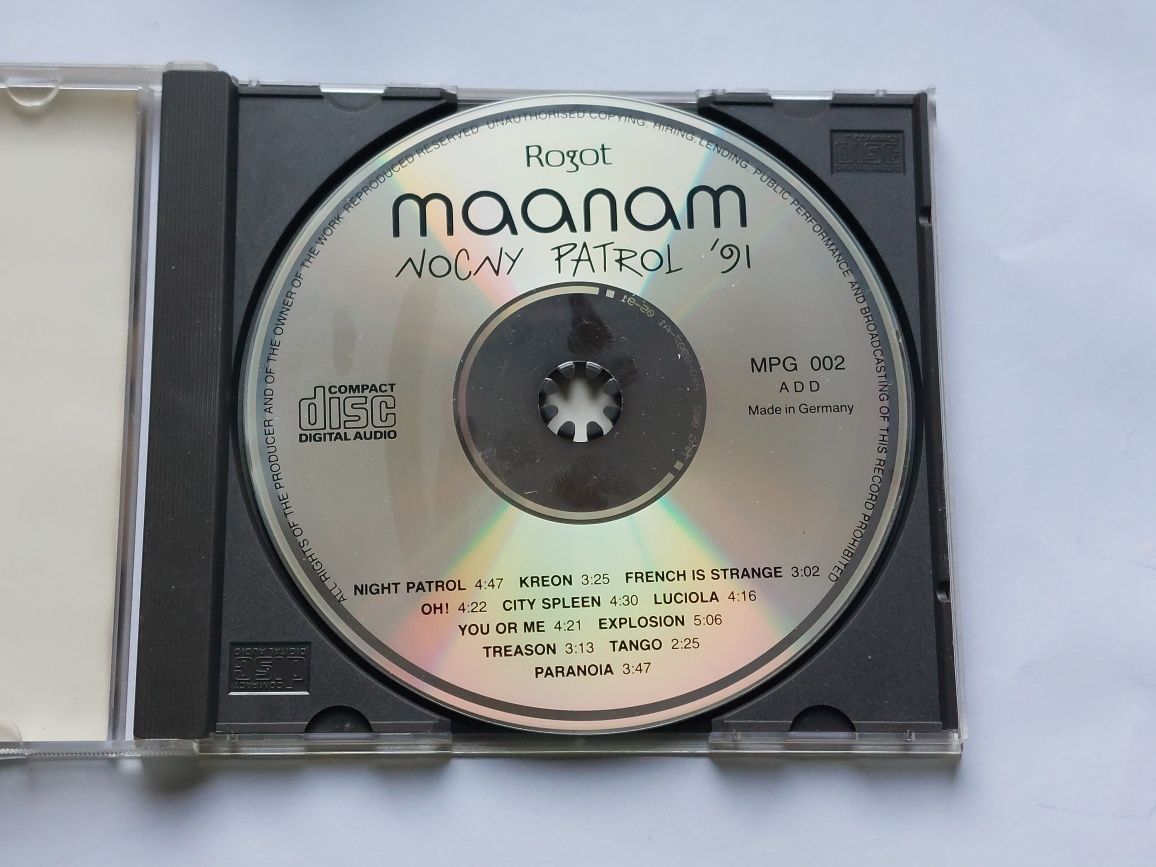 Rogot
maanam
NOCNY PATROL '91
ALL RIGHTS OF THE PRODUCER AND OF THE OWNER OF THE WORK REPRODUCED RESERVED UNAUTHORISED COPYING, HIRING, LENDING, PUBLIC PERFORMANCE AND BROADCASTING OF THIS RECORD PROHIBITED
COMPACT
disc
DIGITAL AUDIO
MPG 002
ADD
Made in Germany
NIGHT PATROL 4:47 KREON 3:25 FRENCH IS STRANGE 3:02
OH! 4:22 CITY SPLEEN 4:30 LUCIOLA 4:16
YOU OR ME 4:21 EXPLOSION 5:06
TREASON 3:13 TANGO 2:25
PARANOIA 3:47
COMPACT
disc
DIGITAL AUDIO